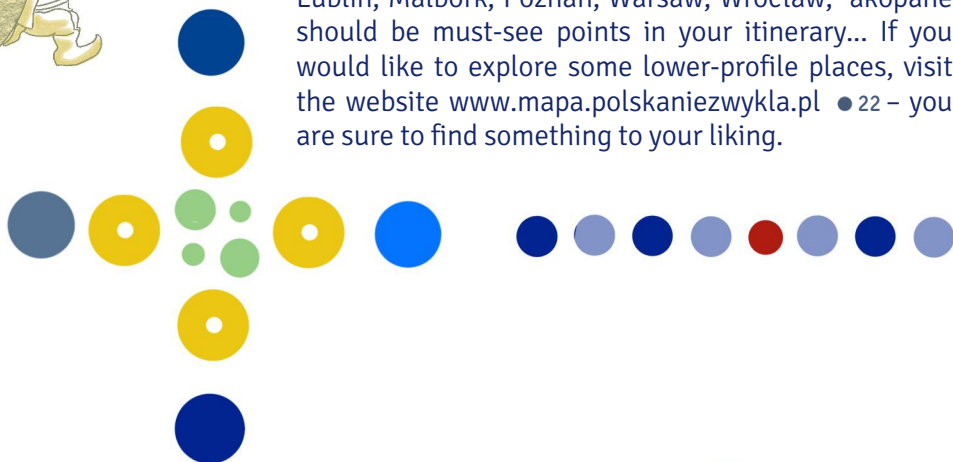 Lublin, Malbork, Poznań, Warsaw, Wrocław, akopane
should be must-see points in your itinerary... If you
would like to explore some lower-profile places, visit
the website www.mapa.polskaniezwykla.pl ● 22 – you
are sure to find something to your liking.